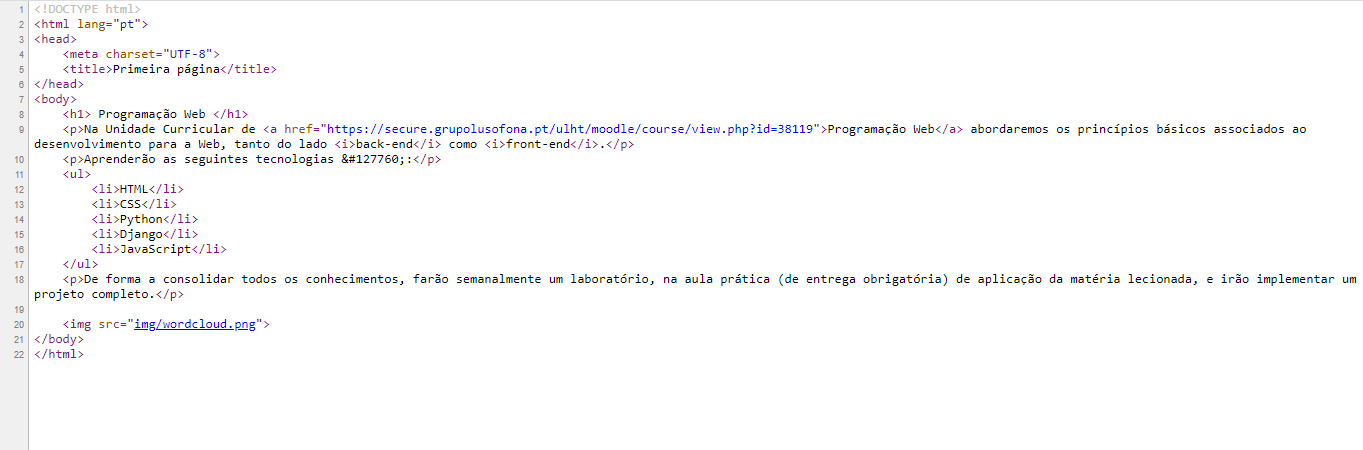 1 <!DOCTYPE html>
2 <html lang="pt">
3 <head>
4     <meta charset="UTF-8">
5     <title>Primeira página</title>
6 </head>
7 <body>
8     <h1> Programação Web </h1>
9     <p>Na Unidade Curricular de <a href="https://secure.grupolusofona.pt/ulht/moodle/course/view.php?id=38119">Programação Web</a> abordaremos os princípios básicos associados ao
desenvolvimento para a Web, tanto do lado <i>back-end</i> como <i>front-end</i>.</p>
10     <p>Aprenderão as seguintes tecnologias &#127760;:</p>
11     <ul>
12         <li>HTML</li>
13         <li>CSS</li>
14         <li>Python</li>
15         <li>Django</li>
16         <li>JavaScript</li>
17     </ul>
18     <p>De forma a consolidar todos os conhecimentos, farão semanalmente um laboratório, na aula prática (de entrega obrigatória) de aplicação da matéria lecionada, e irão implementar um
projeto completo.</p>
19
20     <img src="img/wordcloud.png">
21 </body>
22 </html>